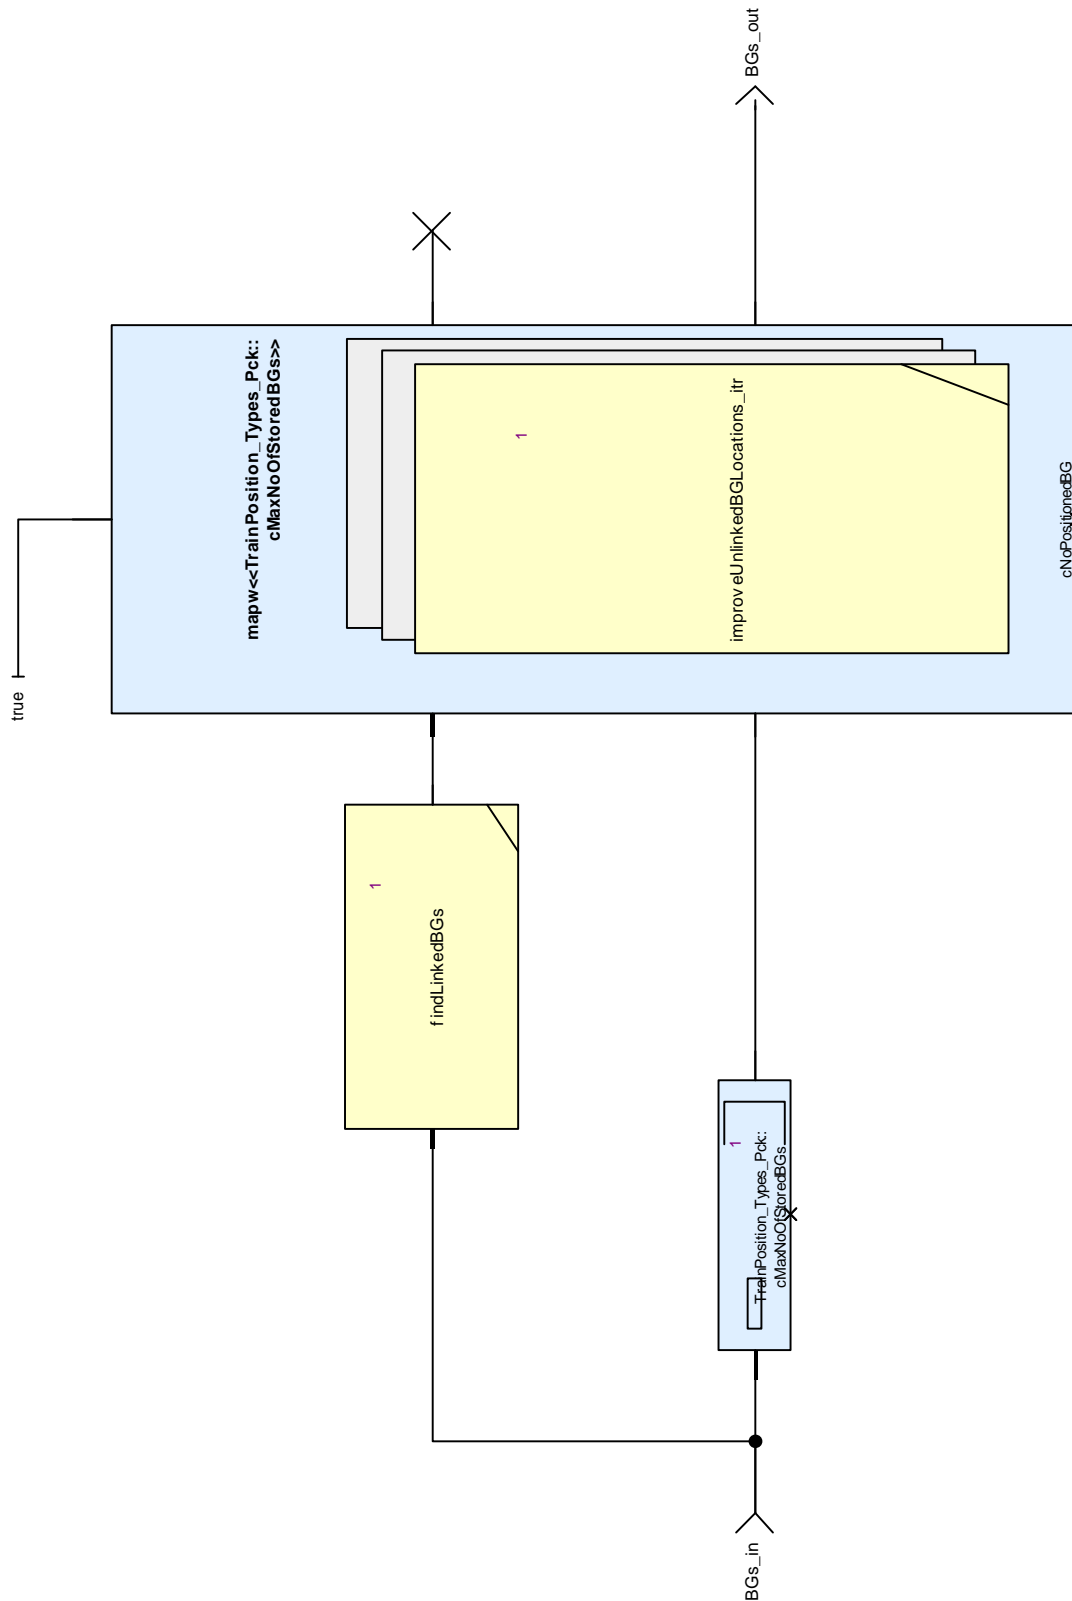 true
mapw<<TrainPosition_Types_Pck::
cMaxNoOfStoredBGs>>
1
improveUnlinkedBGLocations_itr
cNoPositionedBG
1
findLinkedBGs
1
TrainPosition_Types_Pck::
cMaxNoOfStoredBGs
BGs_in
BGs_out